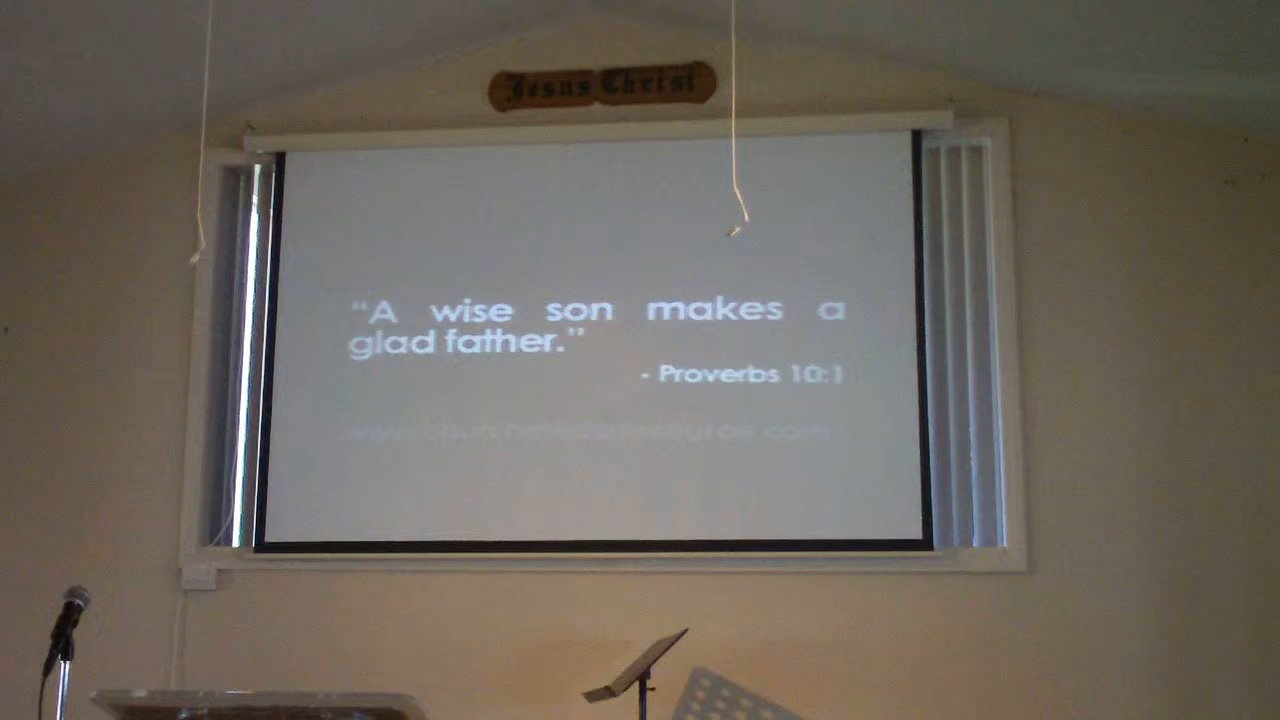 Jesus Christ
“A wise son makes a
glad father.”
- Proverbs 10:1